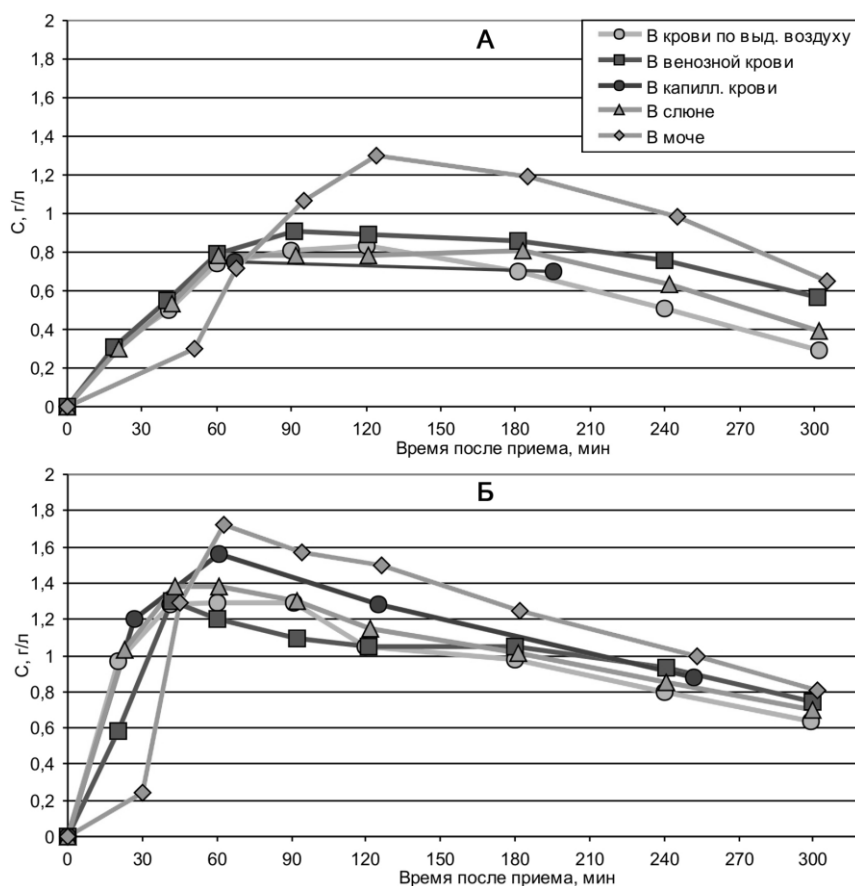 А
В крови по выд. воздуху
В венозной крови
В капилл. крови
В слюне
В моче
С, г/л
2
1,8
1,6
1,4
1,2
1
0,8
0,6
0,4
0,2
0
0 30 60 90 120 150 180 210 240 270 300
Время после приема, мин
Б
С, г/л
2
1,8
1,6
1,4
1,2
1
0,8
0,6
0,4
0,2
0
0 30 60 90 120 150 180 210 240 270 300
Время после приема, мин